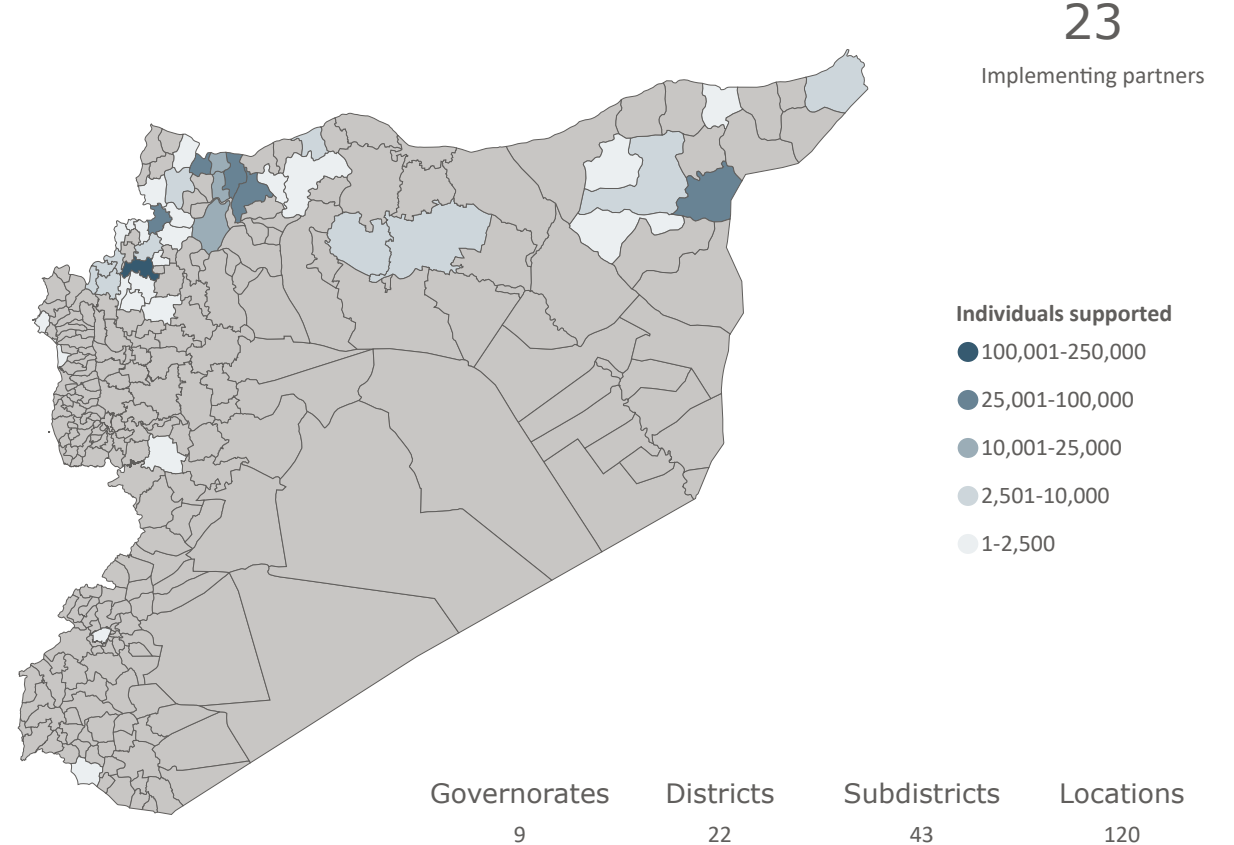 23
Implementing partners
Individuals supported
100,001-250,000
25,001-100,000
10,001-25,000
2,501-10,000
1-2,500
Governorates Districts Subdistricts Locations
9 22 43 120